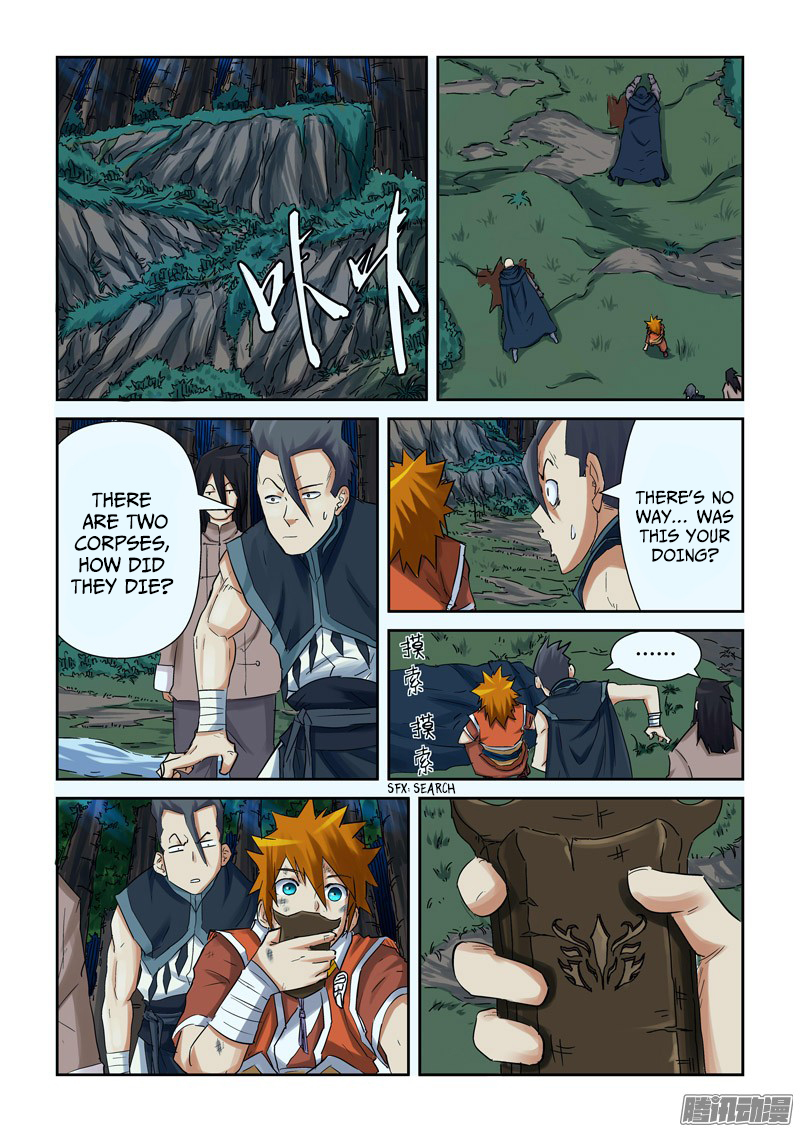 咔
THERE
ARE TWO
CORPSES,
HOW DID
THEY DIE?
THERE'S NO
WAY... WAS
THIS YOUR
DOING?
摸
索
摸
索
......
SFX: SEARCH
腾讯动漫